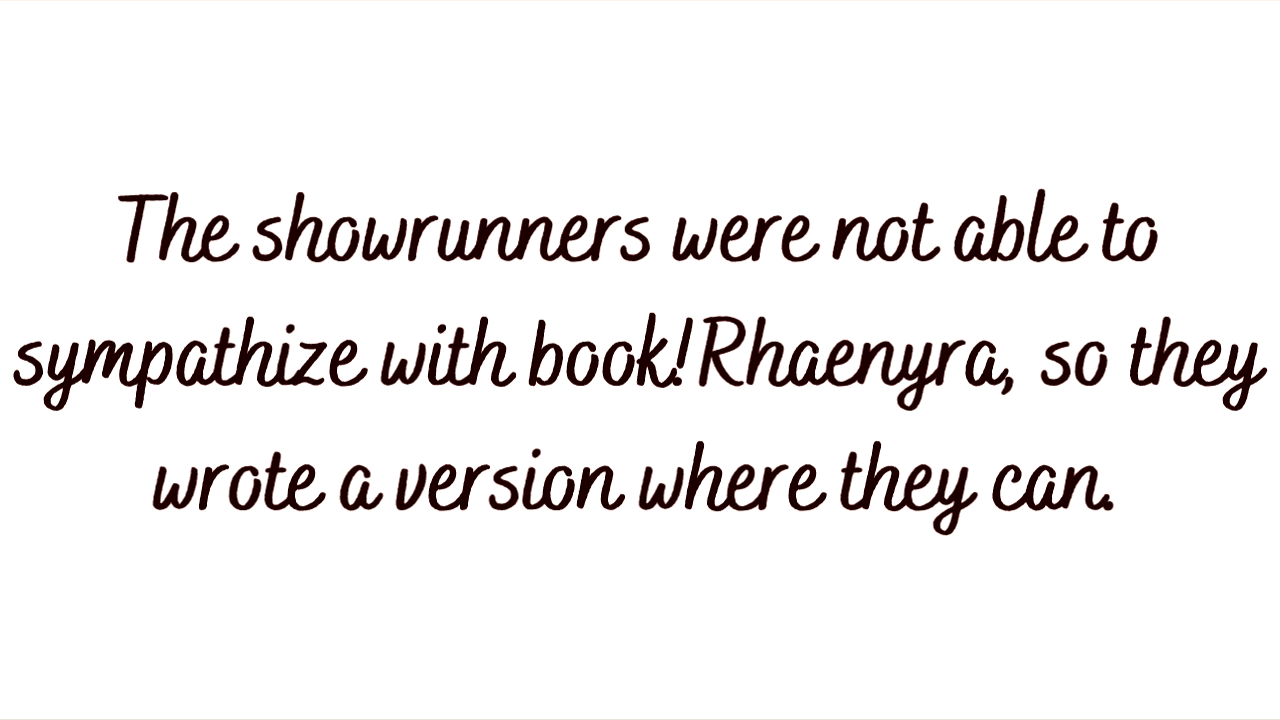 The showrunners were not able to
sympathize with book!Rhaenyra, so they
wrote a version where they can.